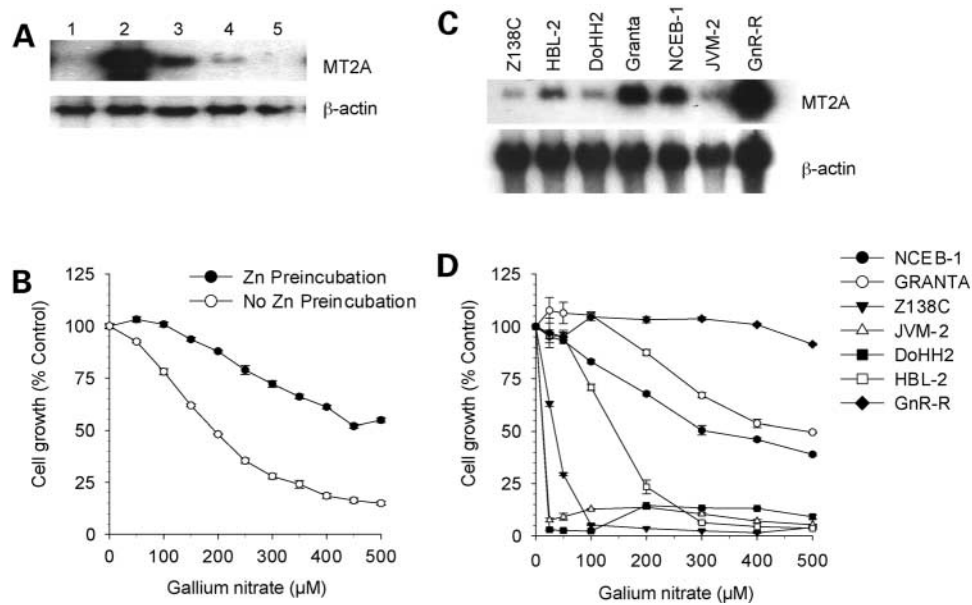 A
1 2 3 4 5
MT2A
β-actin
C
Z138C
HBL-2
DoHH2
Granta
NCEB-1
JVM-2
GnR-R
MT2A
β-actin
B
Zn Preincubation
No Zn Preincubation
Cell growth (% Control)
125
100
75
50
25
0
0 100 200 300 400 500
Gallium nitrate (µM)
D
NCEB-1
GRANTA
Z138C
JVM-2
DoHH2
HBL-2
GnR-R
Cell growth (% Control)
125
100
75
50
25
0
0 100 200 300 400 500
Galium nitrate (µM)